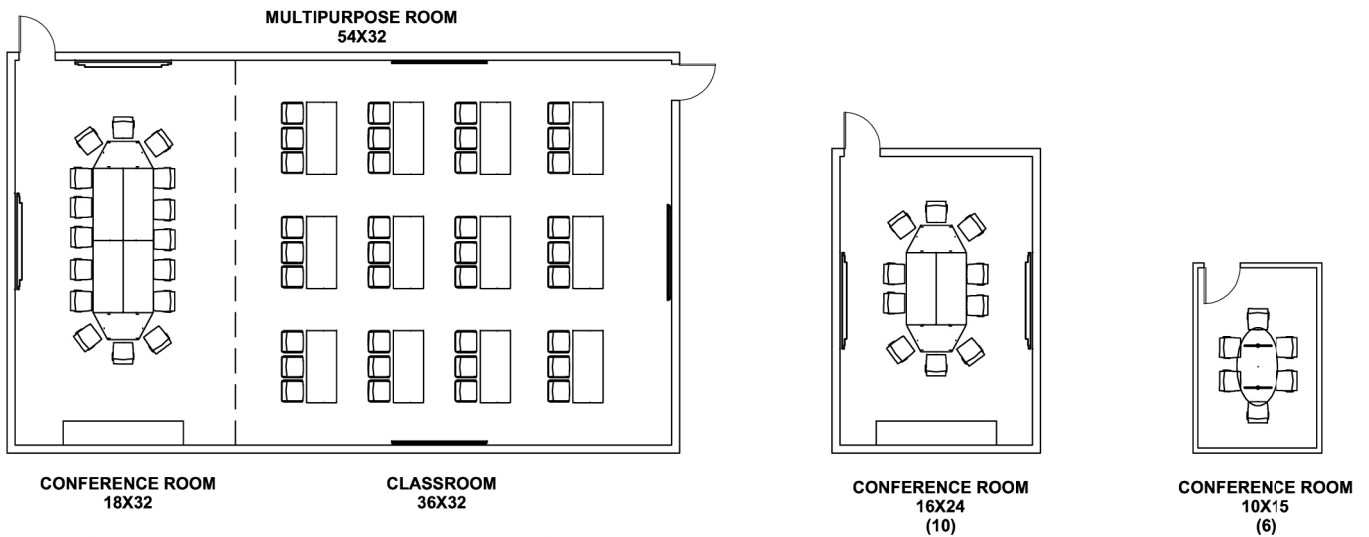 MULTIPURPOSE ROOM
54X32
CONFERENCE ROOM
18X32
CLASSROOM
36X32
CONFERENCE ROOM
16X24
(10)
CONFERENCE ROOM
10X15
(6)